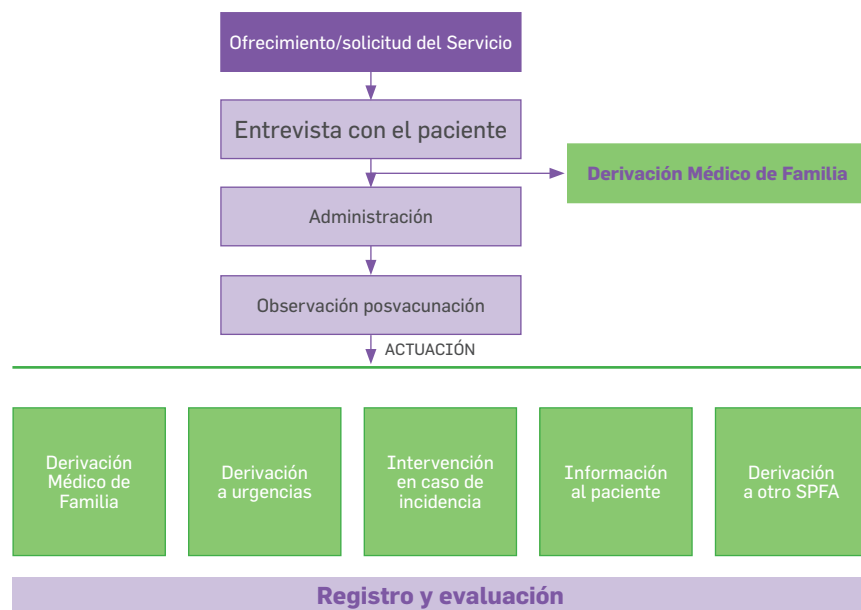 Ofrecimiento/solicitud del Servicio
Entrevista con el paciente
Derivación Médico de Familia
Administración
Observación posvacunación
ACTUACIÓN
Derivación
Médico de
Familia
Derivación
a urgencias
Intervención
en caso de
incidencia
Información
al paciente
Derivación
a otro SPFA
Registro y evaluación